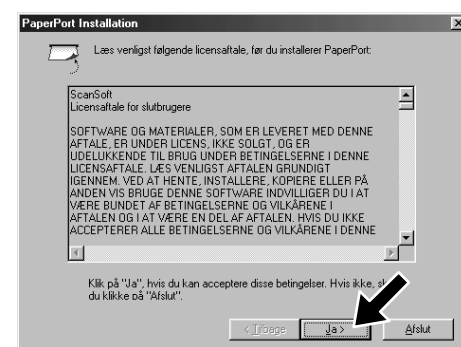 PaperPort Installation
Læs venligst følgende licensaftale, før du installerer PaperPort:
ScanSoft
Licensaftale for slutbrugere
SOFTWARE OG MATERIALER, SOM ER LEVERET MED DENNE
AFTALE, ER UNDER LICENS, IKKE SOLGT, OG ER
UDELUKKENDE TIL BRUG UNDER BETINGELSERNE I DENNE
LICENSAFTALE. LÆS VENLIGST AFTALEN GRUNDIGT
IGENNEM. VED AT HENTE, INSTALLERE, KOPIERE ELLER PÅ
ANDEN VIS BRUGE DENNE SOFTWARE INDVILLIGER DU I AT
VÆRE BUNDET AF BETINGELSERNE OG VILKÅRENE I
AFTALEN OG I AT VÆRE EN DEL AF AFTALEN. HVIS DU IKKE
ACCEPTERER ALLE BETINGELSERNE OG VILKÅRENE I DENNE
Klik på "Ja", hvis du kan acceptere disse betingelser. Hvis ikke,
du klikke på "Afslut".
< Tilbage Ja > Afslut